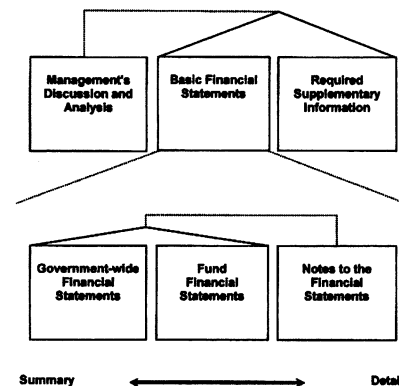 Management's
Discussion and
Analysis
Basic Financial
Statements
Required
Supplementary
Information
Government-wide
Financial
Statements
Fund
Financial
Statements
Notes to the
Financial
Statements
Summary
Detai